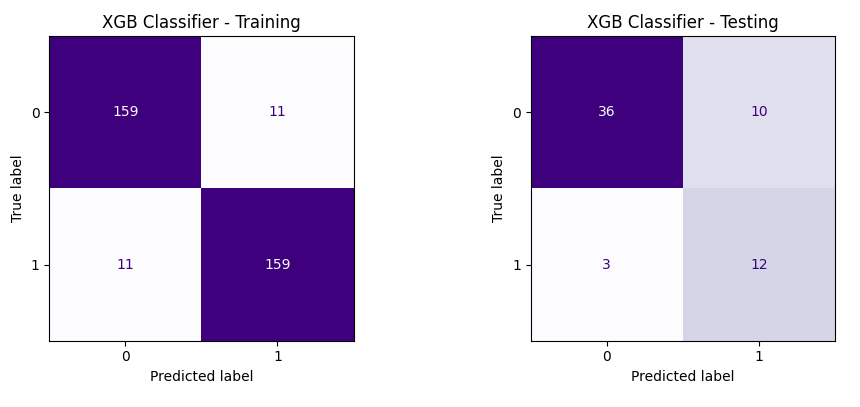 XGB Classifier - Training
0
159
11
1
11
159
0
1
True label
Predicted label
XGB Classifier - Testing
0
36
10
1
3
12
0
1
True label
Predicted label